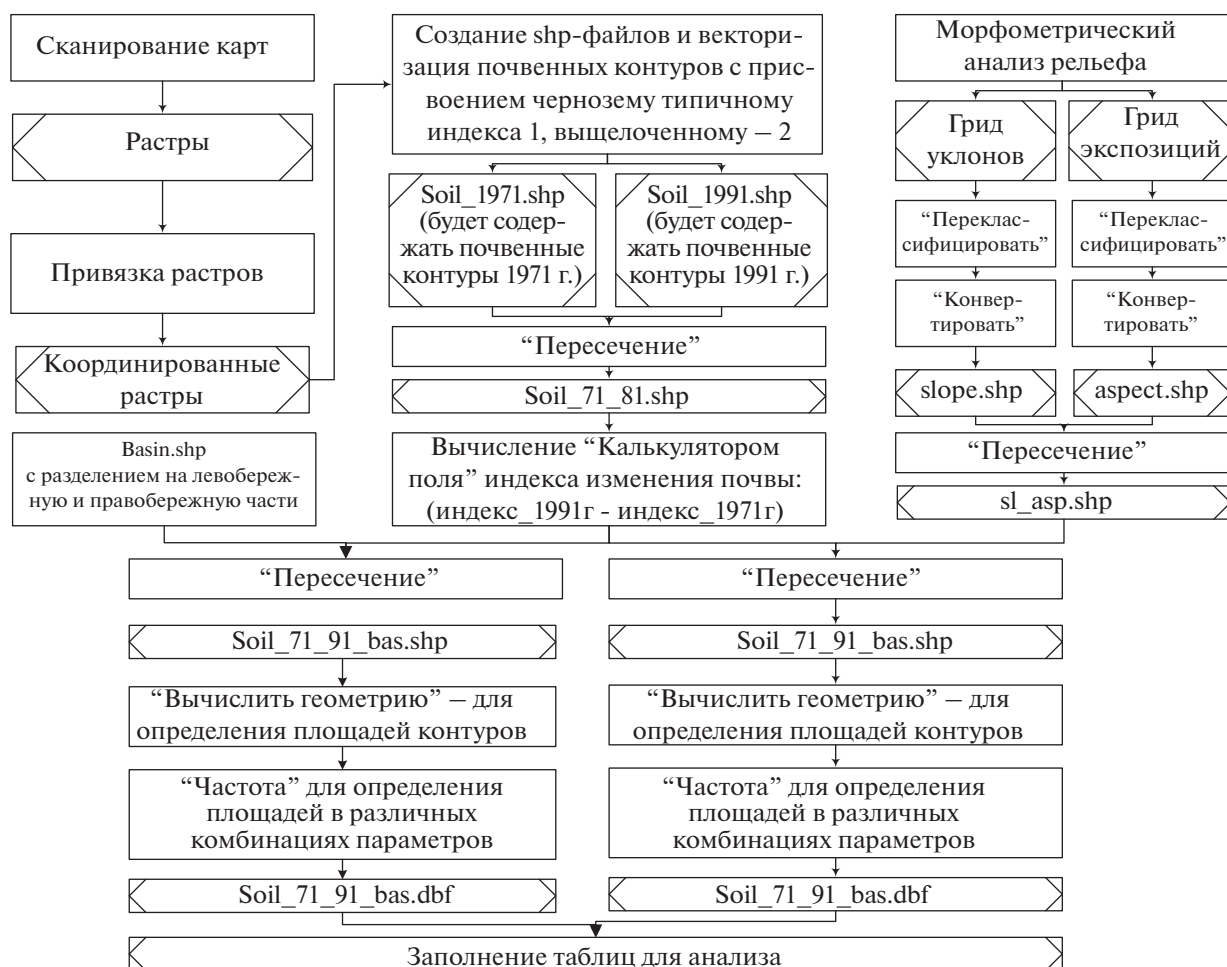 Сканирование карт
Растры
Привязка растров
Координированные
растры
Basin.shp
с разделением на левобереж-
ную и правобережную части
Создание shp-файлов и вектори-
зация почвенных контуров с прис-
воением чернозему типичному
индекса 1, выщелоченному – 2
Soil_1971.shp
(будет содер-
жать почвенные
контуры 1971 г.)
Soil_1991.shp
(будет содер-
жать почвенные
контуры 1991 г.)
“Пересечение”
Soil_71_81.shp
Вычисление “Калькулятором
поля” индекса изменения почвы:
(индекс_1991г - индекс_1971г)
Морфометрический
анализ рельефа
Грид
уклонов
Грид
экспозиций
“Переклас-
сифицировать”
“Переклас-
сифицировать”
“Конвер-
тировать”
“Конвер-
тировать”
slope.shp
aspect.shp
“Пересечение”
sl_asp.shp
“Пересечение”
Soil_71_91_bas.shp
“Вычислить геометрию” – для
определения площадей контуров
“Частота” для определения
площадей в различных
комбинациях параметров
Soil_71_91_bas.dbf
“Пересечение”
Soil_71_91_bas.shp
“Вычислить геометрию” – для
определения площадей контуров
“Частота” для определения
площадей в различных
комбинациях параметров
Soil_71_91_bas.dbf
Заполнение таблиц для анализа